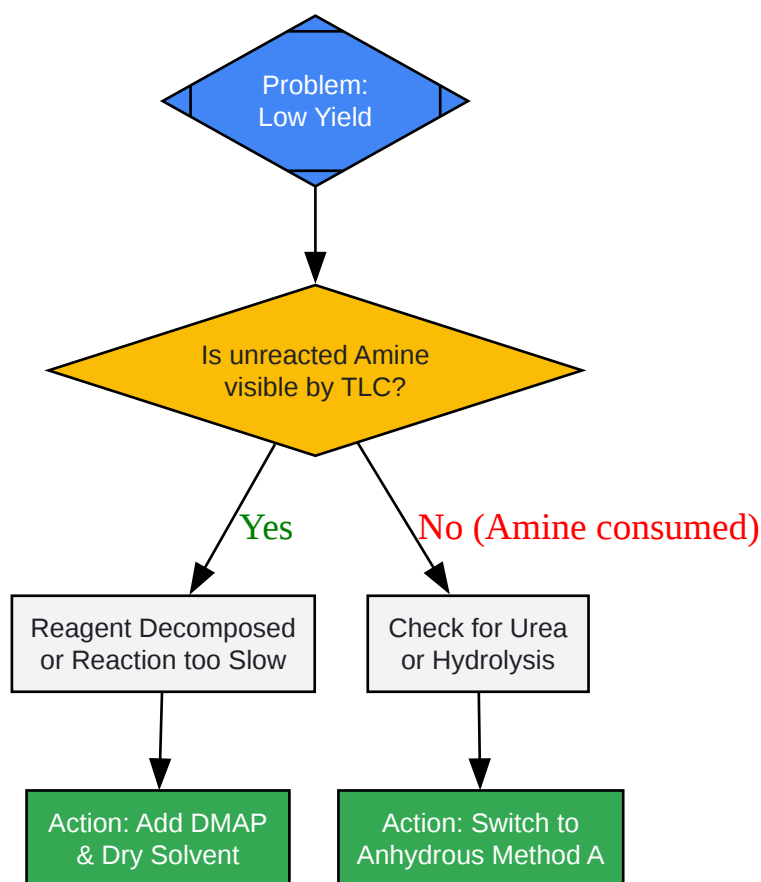 Problem:
Low Yield
Is unreacted Amine
visible by TLC?
Yes
No (Amine consumed)
Reagent Decomposed
or Reaction too Slow
Check for Urea
or Hydrolysis
Action: Add DMAP
& Dry Solvent
Action: Switch to
Anhydrous Method A